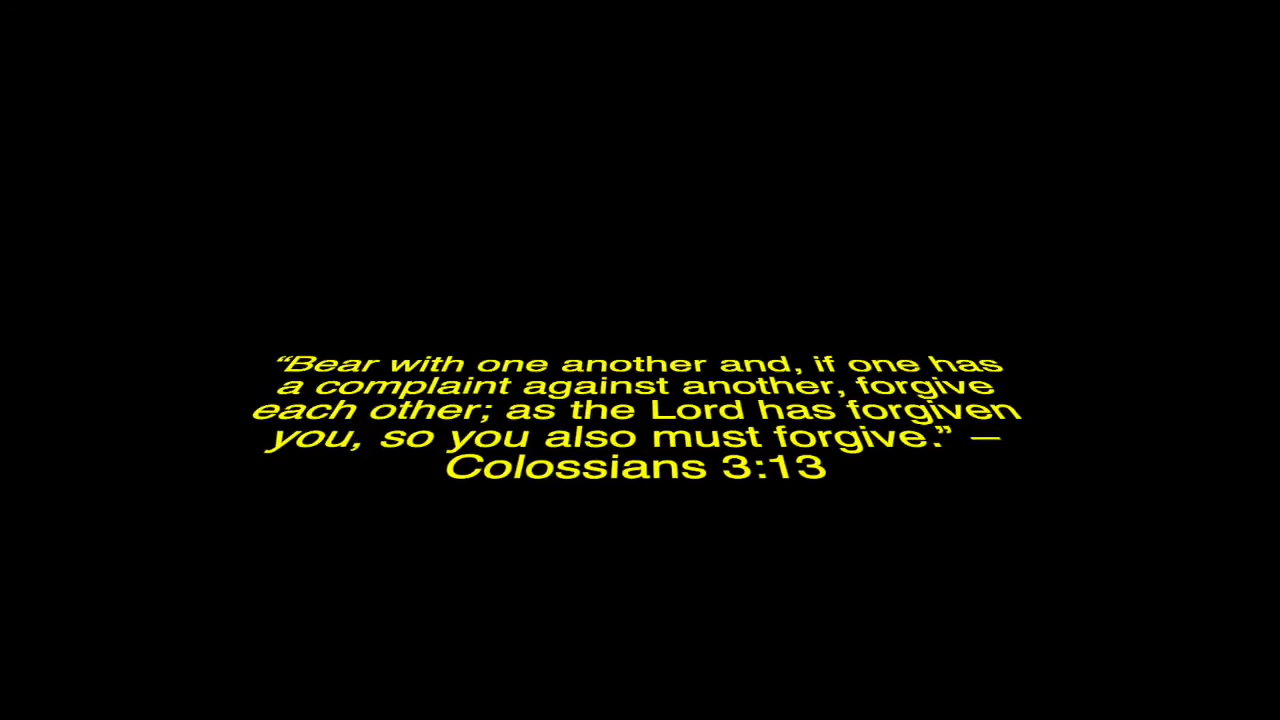 “Bear with one another and, if one has
a complaint against another, forgive
each other; as the Lord has forgiven
you, so you also must forgive.” –
Colossians 3:13